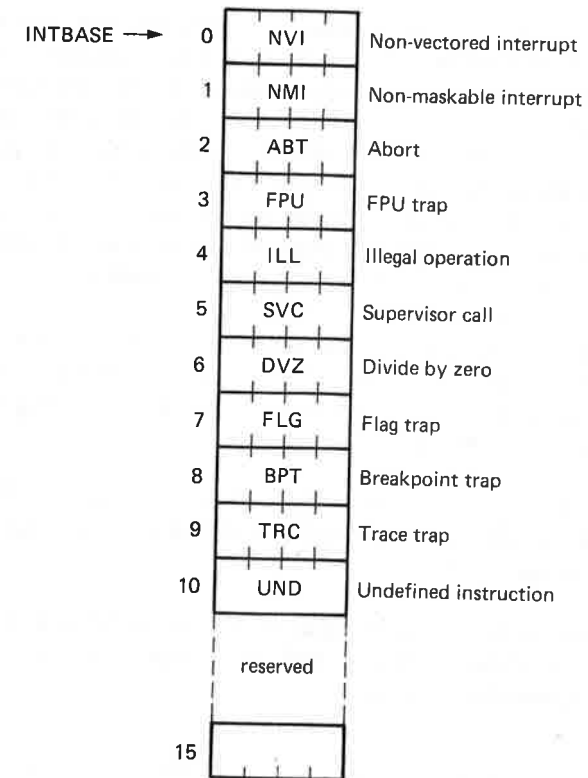 INTBASE → 0 NVI Non-vectored interrupt
1 NMI Non-maskable interrupt
2 ABT Abort
3 FPU FPU trap
4 ILL Illegal operation
5 SVC Supervisor call
6 DVZ Divide by zero
7 FLG Flag trap
8 BPT Breakpoint trap
9 TRC Trace trap
10 UND Undefined instruction
reserved
15